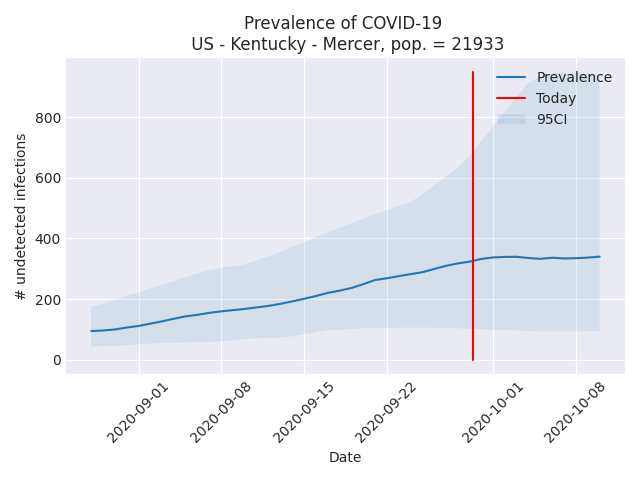 Prevalence of COVID-19
US - Kentucky - Mercer, pop. = 21933
Prevalence
Today
95CI
# undetected infections
800
600
400
200
0
2020-09-01
2020-09-08
2020-09-15
2020-09-22
2020-10-01
2020-10-08
Date